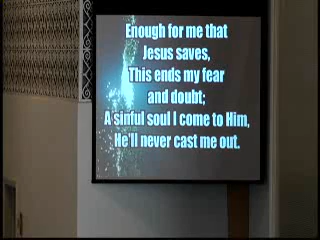 Enough for me that
Jesus saves,
This ends my fear
and doubt;
A sinful soul I come to Him,
He'll never cast me out.